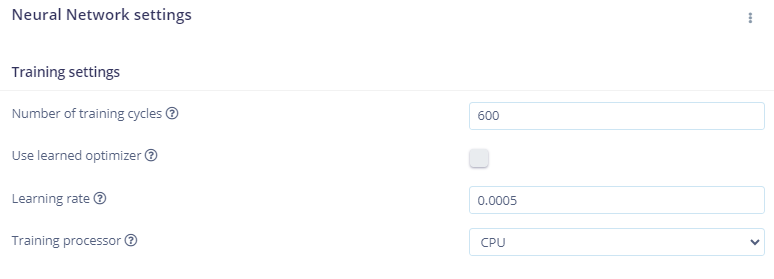 Neural Network settings
Training settings
Number of training cycles
600
Use learned optimizer
Learning rate
0.0005
Training processor
CPU